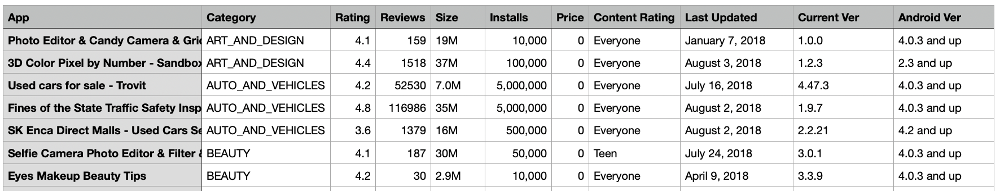 App Category Rating Reviews Size Installs Price Content Rating Last Updated Current Ver Android Ver
Photo Editor & Candy Camera & Gric ART_AND_DESIGN 4.1 159 19M 10,000 0 Everyone January 7, 2018 1.0.0 4.0.3 and up
3D Color Pixel by Number - Sandbox ART_AND_DESIGN 4.4 1518 37M 100,000 0 Everyone August 3, 2018 1.2.3 2.3 and up
Used cars for sale - Trovit AUTO_AND_VEHICLES 4.2 52530 7.0M 5,000,000 0 Everyone July 16, 2018 4.47.3 4.0.3 and up
Fines of the State Traffic Safety Insp AUTO_AND_VEHICLES 4.8 116986 35M 5,000,000 0 Everyone August 2, 2018 1.9.7 4.0.3 and up
SK Enca Direct Malls - Used Cars Se AUTO_AND_VEHICLES 3.6 1379 16M 500,000 0 Everyone August 2, 2018 2.2.21 4.2 and up
Selfie Camera Photo Editor & Filter & BEAUTY 4.1 187 30M 50,000 0 Teen July 24, 2018 3.0.1 4.0.3 and up
Eyes Makeup Beauty Tips BEAUTY 4.2 30 2.9M 10,000 0 Everyone April 9, 2018 3.3.9 4.0.3 and up